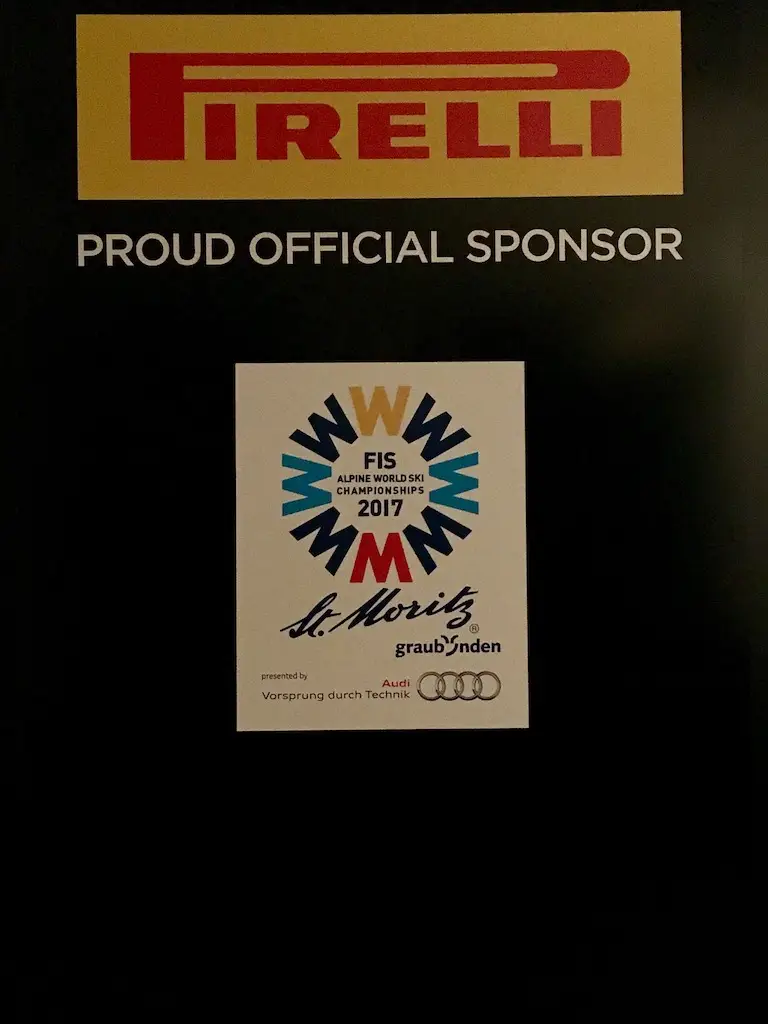 PIRELLI
PROUD OFFICIAL SPONSOR
W W W W W M M M
FIS
ALPINE WORLD SKI
CHAMPIONSHIPS
2017
St. Moritz
®
graubünden
presented by
Audi
Vorsprung durch Technik